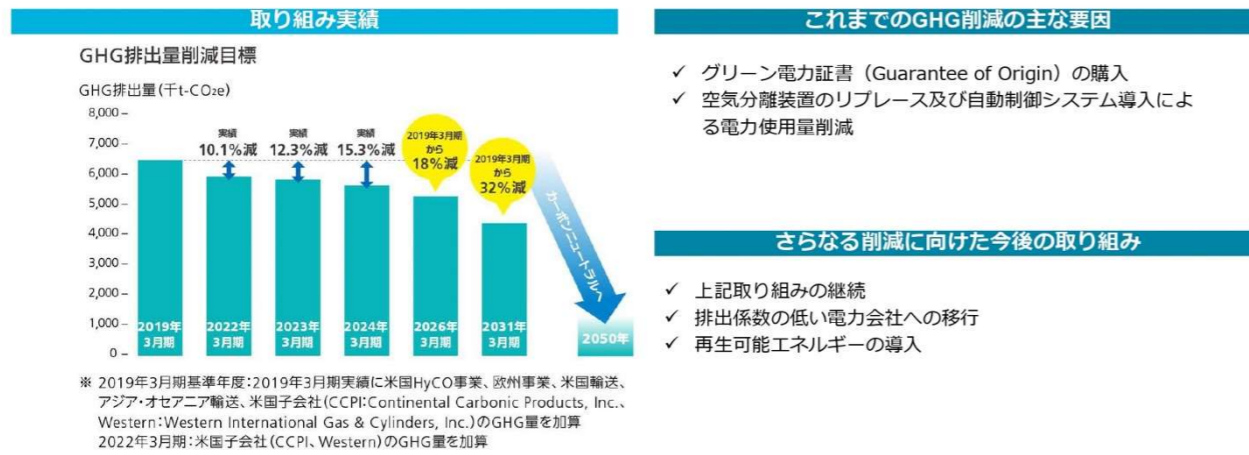 取り組み実績
GHG排出量削減目標
GHG排出量(千t-CO2e)
8,000
7,000
6,000
5,000
4,000
3,000
2,000
1,000
0
実績
10.1%減
実績
12.3%減
実績
15.3%減
2019年3月期
から
18%減
2019年3月期
から
32%減
カーボンニュートラルへ
2019年
3月期
2022年
3月期
2023年
3月期
2024年
3月期
2026年
3月期
2031年
3月期
2050年
※ 2019年3月期基準年度:2019年3月期実績に米国HyCO事業、欧州事業、米国輸送、
アジア・オセアニア輸送、米国子会社(CCPI:Continental Carbonic Products, Inc.、
Western:Western International Gas & Cylinders, Inc.)のGHG量を加算
2022年3月期:米国子会社(CCPI、Western)のGHG量を加算
これまでのGHG削減の主な要因
✓ グリーン電力証書（Guarantee of Origin）の購入
✓ 空気分離装置のリプレース及び自動制御システム導入によ
る電力使用量削減
さらなる削減に向けた今後の取り組み
✓ 上記取り組みの継続
✓ 排出係数の低い電力会社への移行
✓ 再生可能エネルギーの導入